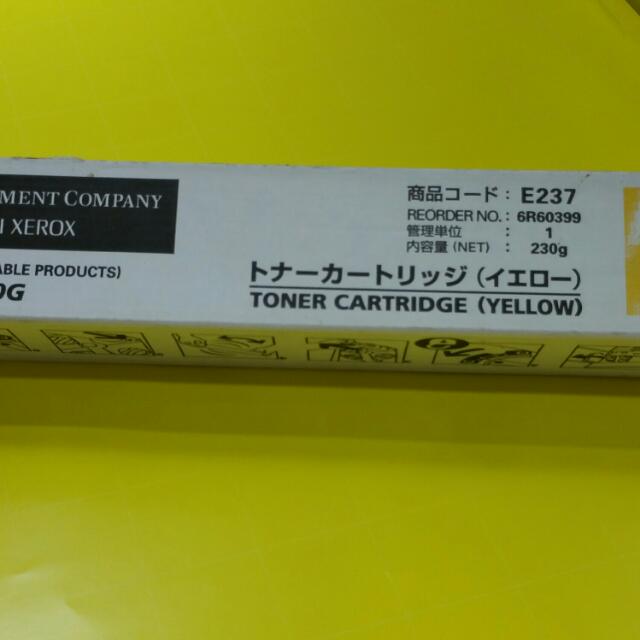 MENT COMPANY
XEROX
ABLE PRODUCTS)
0G
商品コード : E237
REORDER NO. : 6R60399
管理単位 : 1
内容量 (NET) : 230g
トナーカートリッジ (イエロー)
TONER CARTRIDGE (YELLOW)